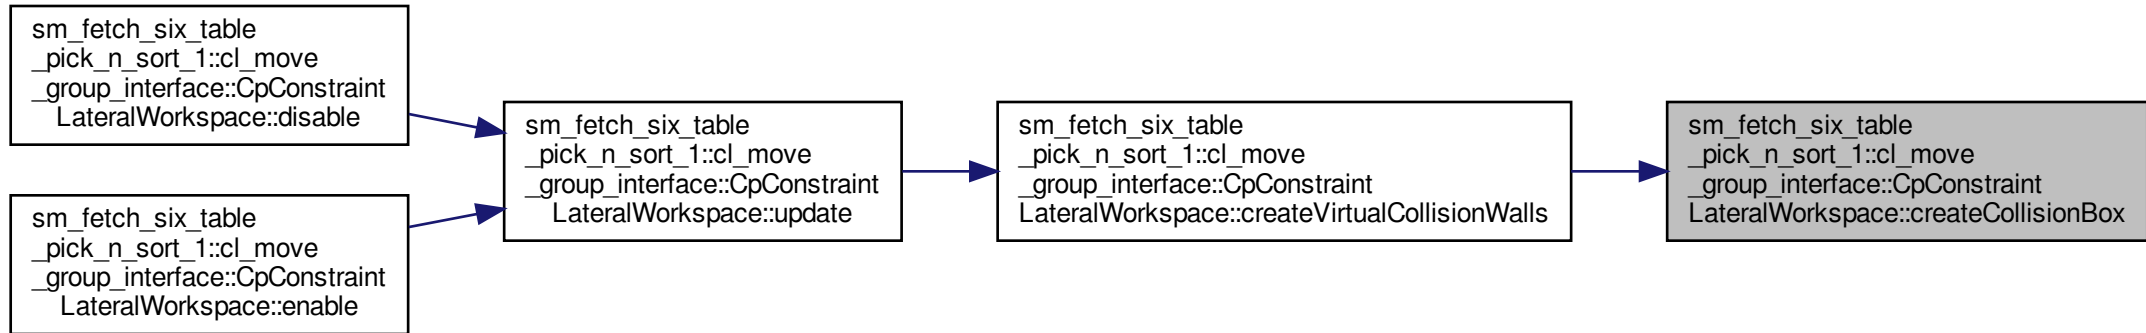 sm_fetch_six_table
_pick_n_sort_1::cl_move
_group_interface::CpConstraint
LateralWorkspace::disable
sm_fetch_six_table
_pick_n_sort_1::cl_move
_group_interface::CpConstraint
LateralWorkspace::enable
sm_fetch_six_table
_pick_n_sort_1::cl_move
_group_interface::CpConstraint
LateralWorkspace::update
sm_fetch_six_table
_pick_n_sort_1::cl_move
_group_interface::CpConstraint
LateralWorkspace::createVirtualCollisionWalls
sm_fetch_six_table
_pick_n_sort_1::cl_move
_group_interface::CpConstraint
LateralWorkspace::createCollisionBox